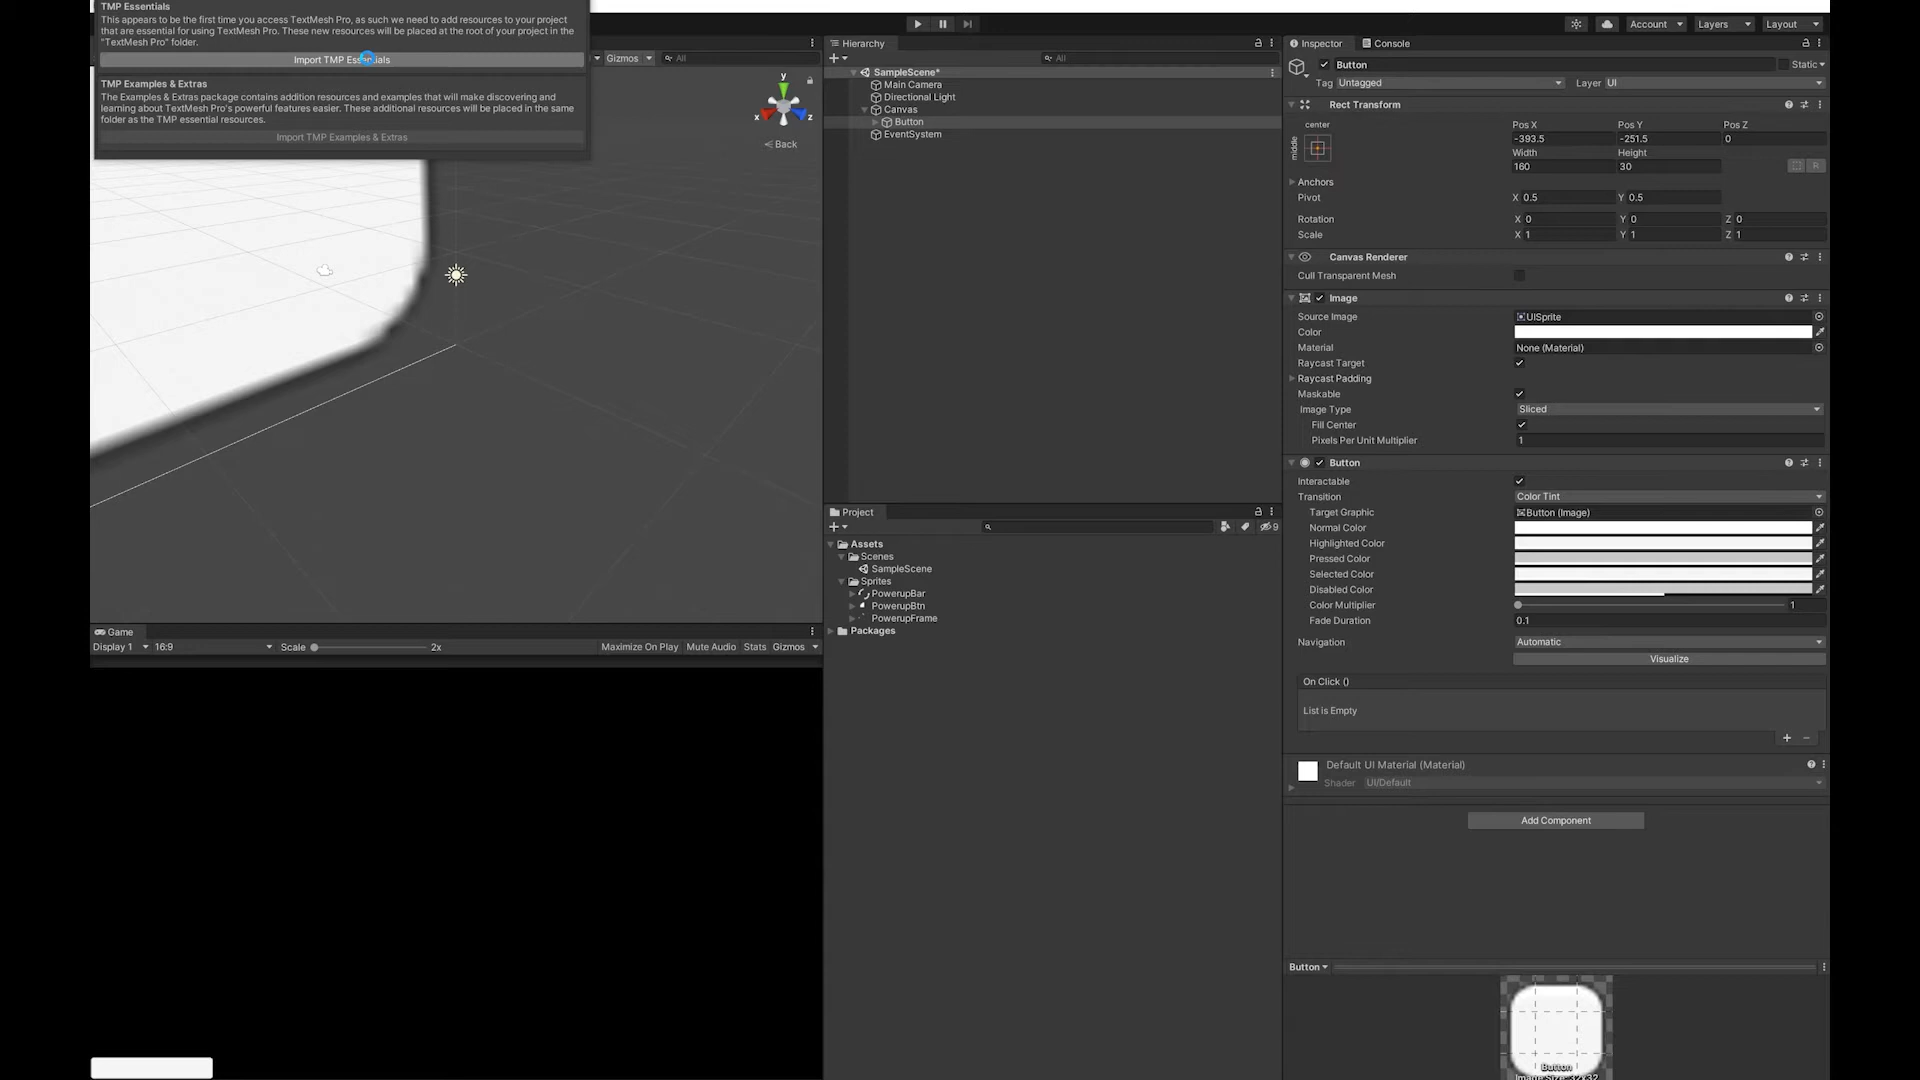 TMP Essentials
This appears to be the first time you access TextMesh Pro, as such we need to add resources to your project
that are essential for using TextMesh Pro. These new resources will be placed at the root of your project in the
"TextMesh Pro" folder.
Import TMP Essentials
TMP Examples & Extras
The Examples & Extras package contains addition resources and examples that will make discovering and
learning about TextMesh Pro's powerful features easier. These additional resources will be placed in the same
folder as the TMP essential resources.
Import TMP Examples & Extras
Gizmos All
y
x z
Back
Game
Display 1 16:9 Scale 2x Maximize On Play Mute Audio Stats Gizmos
Hierarchy
All
SampleScene*
Main Camera
Directional Light
Canvas
Button
EventSystem
Project
9
Assets
Scenes
SampleScene
Sprites
PowerupBar
PowerupBtn
PowerupFrame
Packages
Account Layers Layout
Inspector Console
Button Static
Tag Untagged Layer UI
Rect Transform
center
middle
Pos X Pos Y Pos Z
-393.5 -251.5 0
Width Height
160 30
R
Anchors
Pivot X 0.5 Y 0.5
Rotation X 0 Y 0 Z 0
Scale X 1 Y 1 Z 1
Canvas Renderer
Cull Transparent Mesh
Image
Source Image UISprite
Color
Material None (Material)
Raycast Target
Raycast Padding
Maskable
Image Type Sliced
Fill Center
Pixels Per Unit Multiplier 1
Button
Interactable
Transition Color Tint
Target Graphic Button (Image)
Normal Color
Highlighted Color
Pressed Color
Selected Color
Disabled Color
Color Multiplier 1
Fade Duration 0.1
Navigation Automatic
Visualize
On Click ()
List is Empty
Default UI Material (Material)
Shader UI/Default
Add Component
Button
Button
Image Size: 32x32